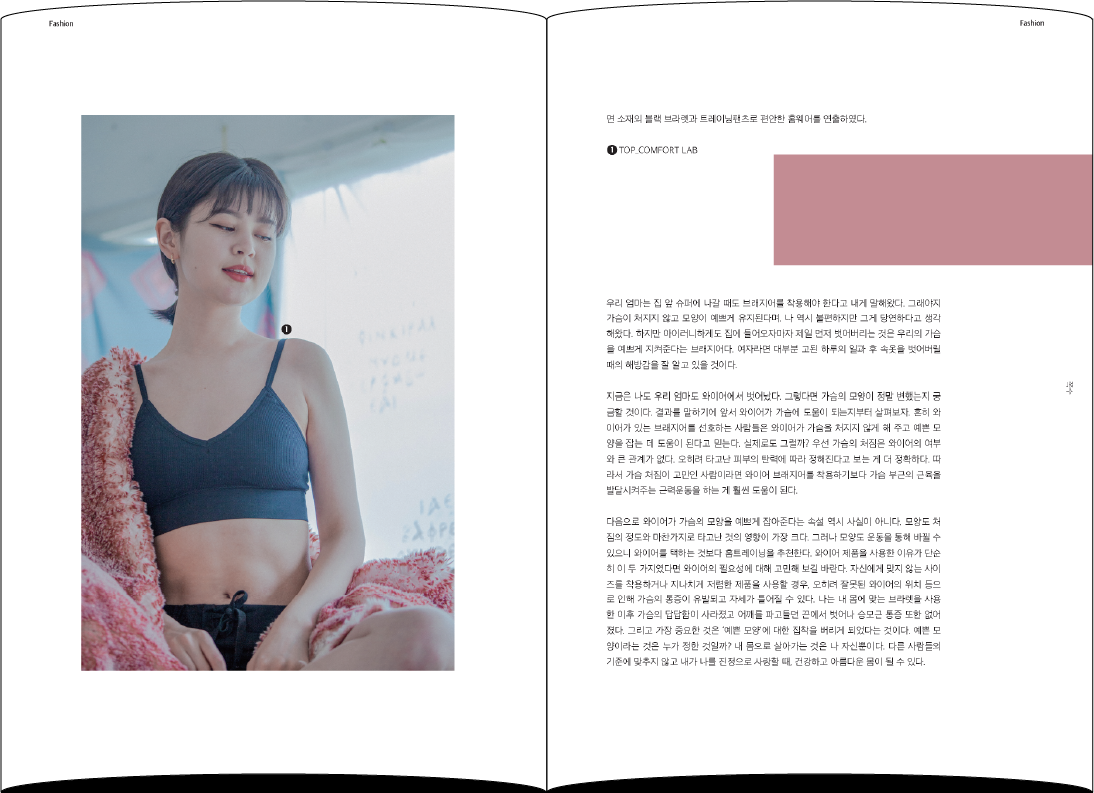 Fashion
Fashion
❶
면 소재의 블랙 브라렛과 트레이닝팬츠로 편안한 홈웨어를 연출하였다.
❶ TOP_COMFORT LAB
우리 엄마는 집 앞 슈퍼에 나갈 때도 브래지어를 착용해야 한다고 내게 말해왔다. 그래야지
가슴이 처지지 않고 모양이 예쁘게 유지된다며. 나 역시 불편하지만 그게 당연하다고 생각
해왔다. 하지만 아이러니하게도 집에 들어오자마자 제일 먼저 벗어버리는 것은 우리의 가슴
을 예쁘게 지켜준다는 브래지어다. 여자라면 대부분 고된 하루의 일과 후 속옷을 벗어버릴
때의 해방감을 잘 알고 있을 것이다.
지금은 나도 우리 엄마도 와이어에서 벗어났다. 그렇다면 가슴의 모양이 정말 변했는지 궁
금할 것이다. 결과를 말하기에 앞서 와이어가 가슴에 도움이 되는지부터 살펴보자. 흔히 와
이어가 있는 브래지어를 선호하는 사람들은 와이어가 가슴을 처지지 않게 해 주고 예쁜 모
양을 잡는 데 도움이 된다고 믿는다. 실제로도 그럴까? 우선 가슴의 처짐은 와이어의 여부
와 큰 관계가 없다. 오히려 타고난 피부의 탄력에 따라 정해진다고 보는 게 더 정확하다. 따
라서 가슴 처짐이 고민인 사람이라면 와이어 브래지어를 착용하기보다 가슴 부근의 근육을
발달시켜주는 근력운동을 하는 게 훨씬 도움이 된다.
다음으로 와이어가 가슴의 모양을 예쁘게 잡아준다는 속설 역시 사실이 아니다. 모양도 처
짐의 정도와 마찬가지로 타고난 것의 영향이 가장 크다. 그러나 모양도 운동을 통해 바뀔 수
있으니 와이어를 택하는 것보다 홈트레이닝을 추천한다. 와이어 제품을 사용한 이유가 단순
히 이 두 가지였다면 와이어의 필요성에 대해 고민해 보길 바란다. 자신에게 맞지 않는 사이
즈를 착용하거나 지나치게 저렴한 제품을 사용할 경우, 오히려 잘못된 와이어의 위치 등으
로 인해 가슴의 통증이 유발되고 자세가 틀어질 수 있다. 나는 내 몸에 맞는 브라렛을 사용
한 이후 가슴의 답답함이 사라졌고 어깨를 파고들던 끈에서 벗어나 승모근 통증 또한 없어
졌다. 그리고 가장 중요한 것은 '예쁜 모양'에 대한 집착을 버리게 되었다는 것이다. 예쁜 모
양이라는 것은 누가 정한 것일까? 내 몸으로 살아가는 것은 나 자신뿐이다. 다른 사람들의
기준에 맞추지 않고 내가 나를 진정으로 사랑할 때, 건강하고 아름다운 몸이 될 수 있다.